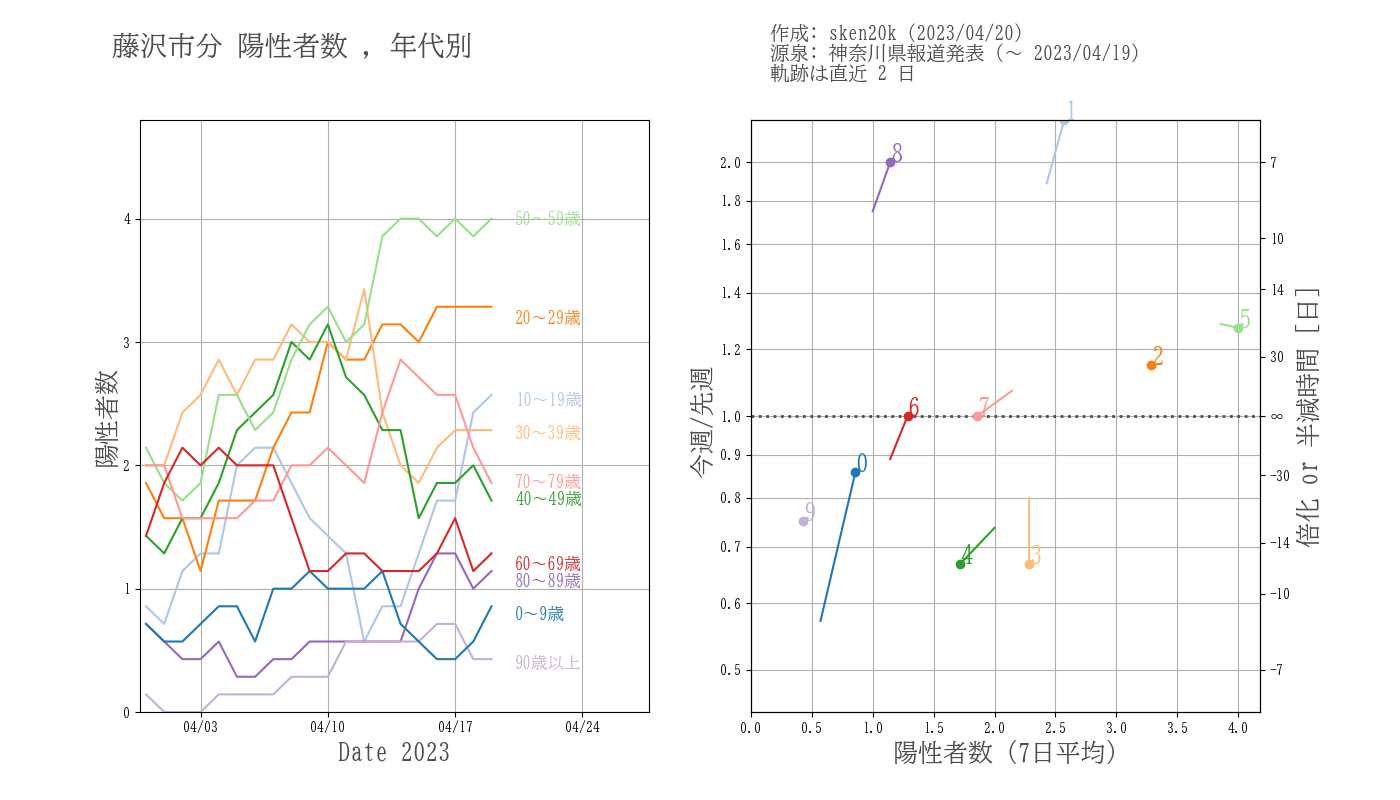 藤沢市分 陽性者数 , 年代別
作成: sken20k (2023/04/20)
源泉: 神奈川県報道発表 (～ 2023/04/19)
軌跡は直近 2 日
陽性者数
4
3
2
1
0
50～59歳
20～29歳
10～19歳
30～39歳
70～79歳
40～49歳
60～69歳
80～89歳
0～9歳
90歳以上
04/03
04/10
04/17
04/24
Date 2023
今週/先週
2.0
1.8
1.6
1.4
1.2
1.0
0.9
0.8
0.7
0.6
0.5
1
8
5
2
6
7
0
9
4
3
7
10
14
30
∞
-30
-14
-10
-7
倍化 or 半減時間 [日]
0.0
0.5
1.0
1.5
2.0
2.5
3.0
3.5
4.0
陽性者数 (7日平均)